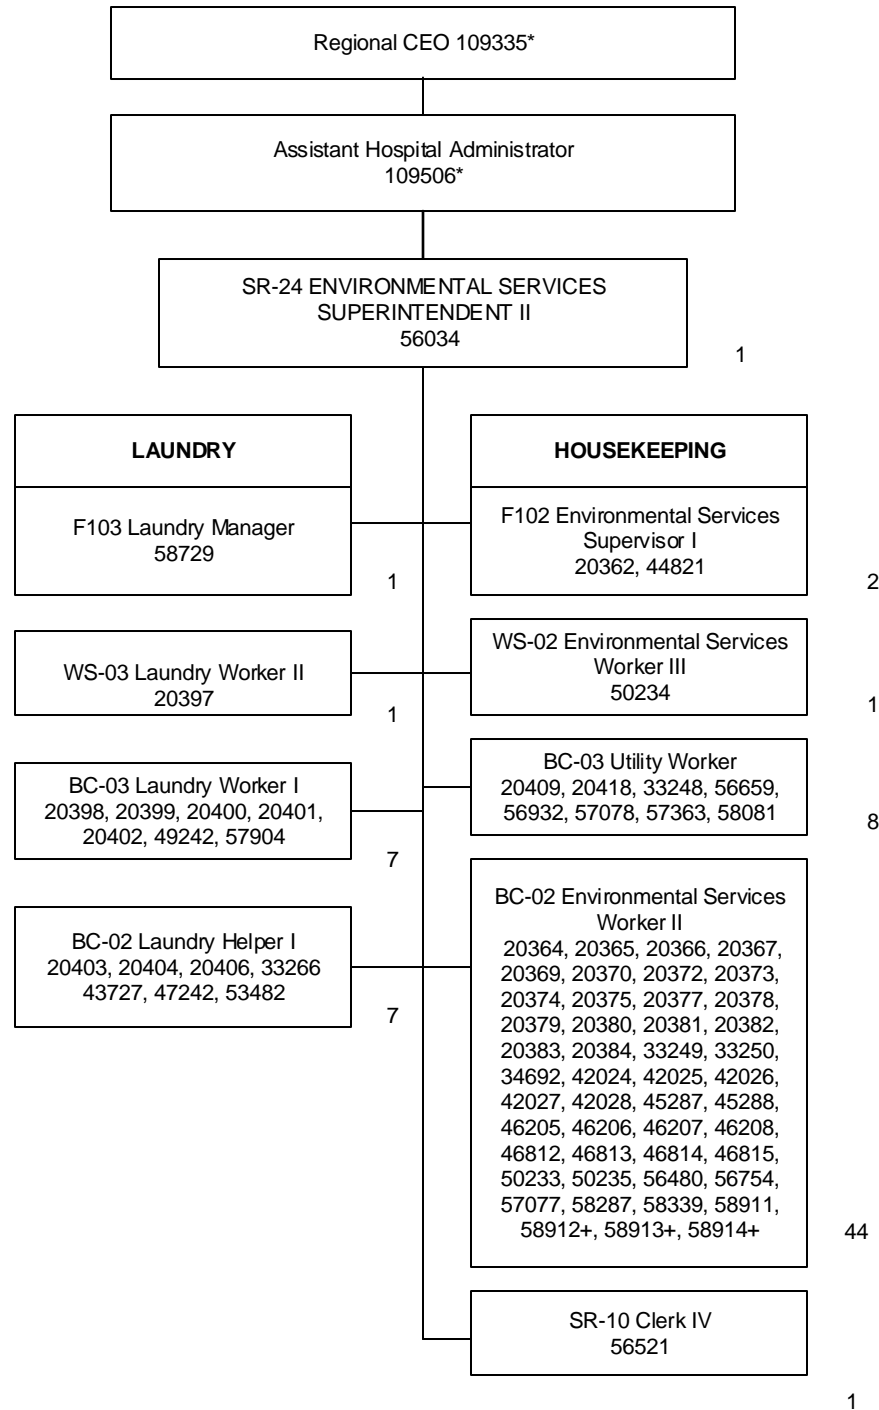 Regional CEO 109335*
Assistant Hospital Administrator
109506*
SR-24 ENVIRONMENTAL SERVICES
SUPERINTENDENT II
56034
1
LAUNDRY
F103 Laundry Manager
58729
1
WS-03 Laundry Worker II
20397
1
BC-03 Laundry Worker I
20398, 20399, 20400, 20401,
20402, 49242, 57904
7
BC-02 Laundry Helper I
20403, 20404, 20406, 33266
43727, 47242, 53482
7
HOUSEKEEPING
F102 Environmental Services
Supervisor I
20362, 44821
2
WS-02 Environmental Services
Worker III
50234
1
BC-03 Utility Worker
20409, 20418, 33248, 56659,
56932, 57078, 57363, 58081
8
BC-02 Environmental Services
Worker II
20364, 20365, 20366, 20367,
20369, 20370, 20372, 20373,
20374, 20375, 20377, 20378,
20379, 20380, 20381, 20382,
20383, 20384, 33249, 33250,
34692, 42024, 42025, 42026,
42027, 42028, 45287, 45288,
46205, 46206, 46207, 46208,
46812, 46813, 46814, 46815,
50233, 50235, 56480, 56754,
57077, 58287, 58339, 58911,
58912+, 58913+, 58914+
44
SR-10 Clerk IV
56521
1